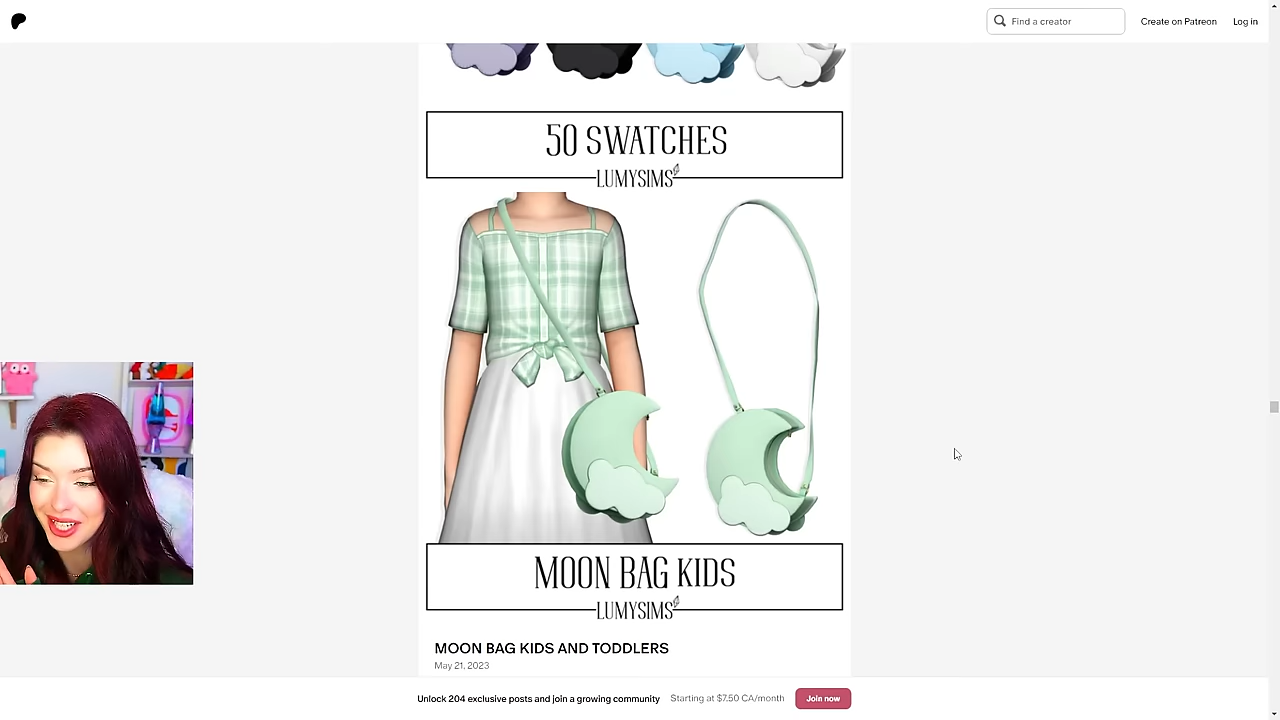 Find a creator
Create on Patreon
Log in
50 SWATCHES
LUMYSIMS
MOON BAG KIDS
LUMYSIMS
MOON BAG KIDS AND TODDLERS
May 21, 2023
Unlock 204 exclusive posts and join a growing community
Starting at $7.50 CA/month
Join now